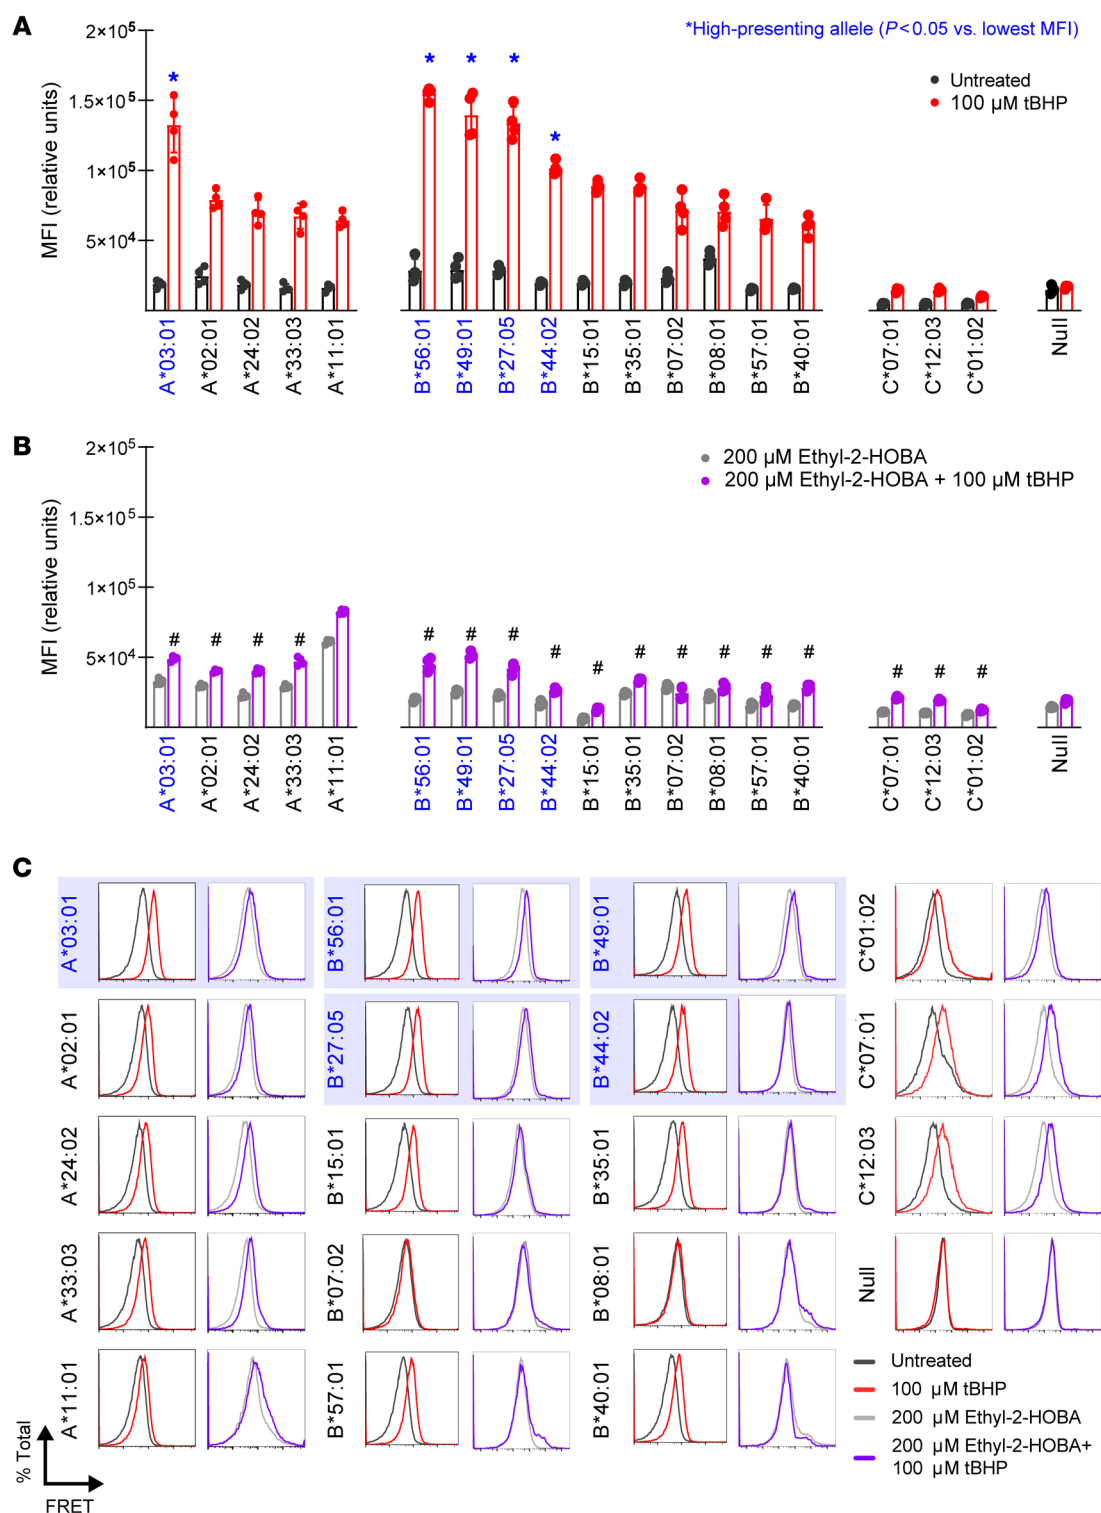 A
*High-presenting allele (P<0.05 vs. lowest MFI)
Untreated
100 µM tBHP
MFI (relative units)
2×10⁵
1.5×10⁵
1×10⁵
5×10⁴
* * * * *
A*03:01 A*02:01 A*24:02 A*33:03 A*11:01 B*56:01 B*49:01 B*27:05 B*44:02 B*15:01 B*35:01 B*07:02 B*08:01 B*57:01 B*40:01 C*07:01 C*12:03 C*01:02 Null
B
200 µM Ethyl-2-HOBA
200 µM Ethyl-2-HOBA + 100 µM tBHP
MFI (relative units)
2×10⁵
1.5×10⁵
1×10⁵
5×10⁴
# # # # # # # # # # # # # # # # #
A*03:01 A*02:01 A*24:02 A*33:03 A*11:01 B*56:01 B*49:01 B*27:05 B*44:02 B*15:01 B*35:01 B*07:02 B*08:01 B*57:01 B*40:01 C*07:01 C*12:03 C*01:02 Null
C
A*03:01 B*56:01 B*49:01 C*01:02
A*02:01 B*27:05 B*44:02 C*07:01
A*24:02 B*15:01 B*35:01 C*12:03
A*33:03 B*07:02 B*08:01 Null
A*11:01 B*57:01 B*40:01
Untreated
100 µM tBHP
200 µM Ethyl-2-HOBA
200 µM Ethyl-2-HOBA+
100 µM tBHP
% Total
FRET